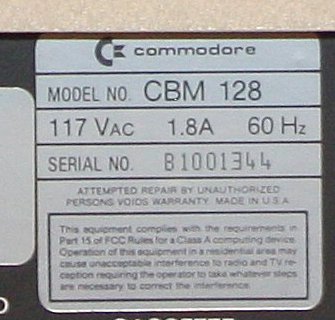 commodore
MODEL NO. CBM 128
117 VAC 1.8A 60 Hz
SERIAL NO. B1001344
ATTEMPTED REPAIR BY UNAUTHORIZED
PERSONS VOIDS WARRANTY. MADE IN U.S.A
This equipment complies with the requirements in
Part 15 of FCC Rules for a Class A computing device.
Operation of this equipment in a residential area may
cause unacceptable interference to radio and TV re-
ception requiring the operator to take whatever steps
are necessary to correct the interference.